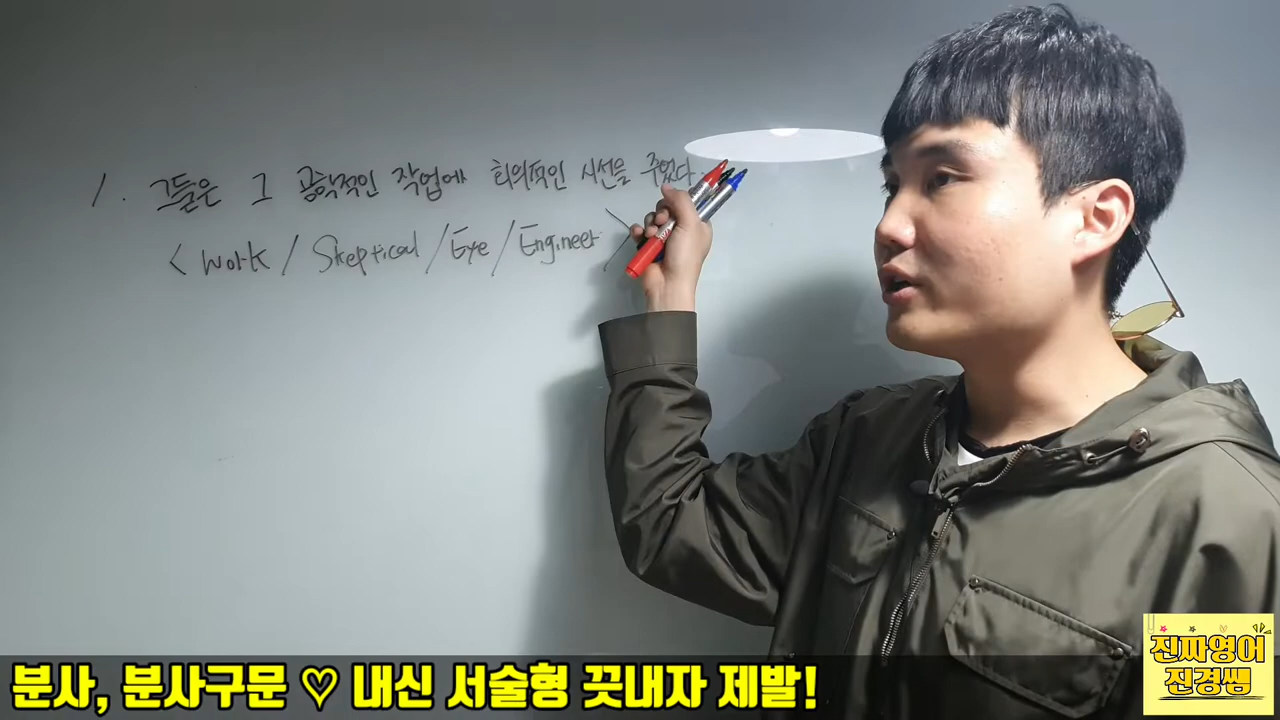 1. 그들은 그 공학적인 작업에 회의적인 시선을 주었다.
< Work / Skeptical / Eye / Engineer >
분사, 분사구문 ♡ 내신 서술형 끗내자 제발!
진짜영어
진경쌤